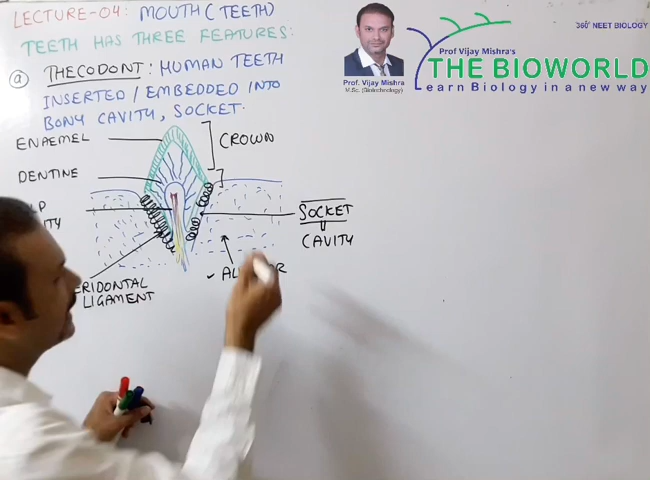 LECTURE-04: MOUTH (TEETH)
TEETH HAS THREE FEATURES:
a THECODONT: HUMAN TEETH
INSERTED / EMBEDDED INTO
BONY CAVITY, SOCKET.
ENAEMEL
CROWN
DENTINE
SOCKET
CAVITY
LIGAMENT
Prof. Vijay Mishra
M.Sc. (Biotechnology)
360° NEET BIOLOGY
Prof Vijay Mishra's
THE BIOWORLD
Learn Biology in a new way